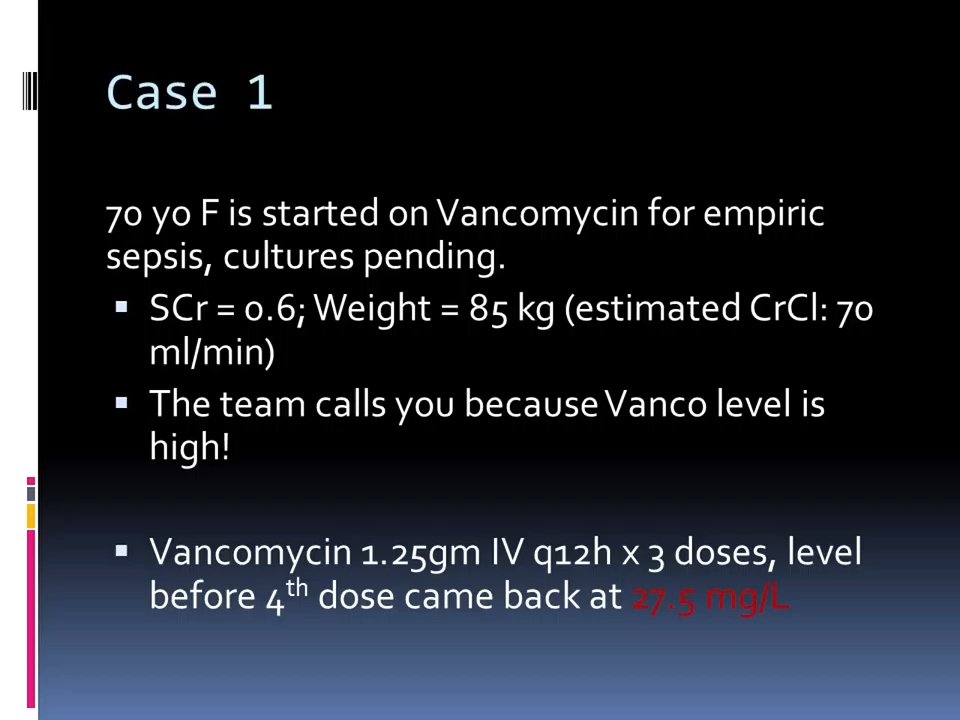 Case 1
70 yo F is started on Vancomycin for empiric
sepsis, cultures pending.
▪ SCr = 0.6; Weight = 85 kg (estimated CrCl: 70
ml/min)
▪ The team calls you because Vanco level is
high!
▪ Vancomycin 1.25gm IV q12h x 3 doses, level
before 4th dose came back at 27.5 mg/L